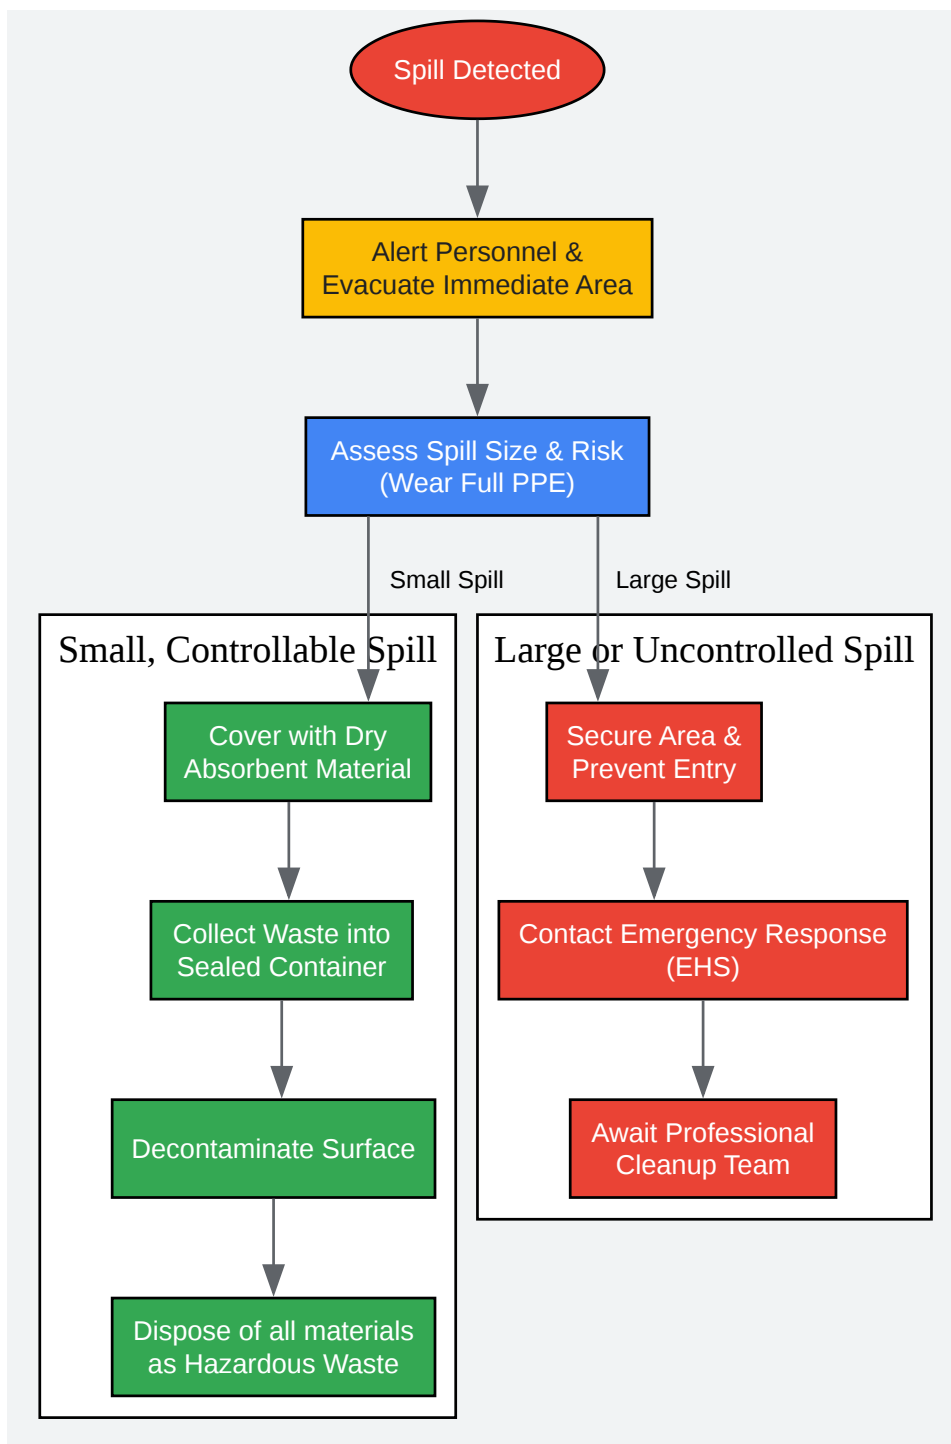 Spill Detected
Alert Personnel &
Evacuate Immediate Area
Assess Spill Size & Risk
(Wear Full PPE)
Small Spill
Large Spill
Small, Controllable Spill
Cover with Dry
Absorbent Material
Collect Waste into
Sealed Container
Decontaminate Surface
Dispose of all materials
as Hazardous Waste
Large or Uncontrolled Spill
Secure Area &
Prevent Entry
Contact Emergency Response
(EHS)
Await Professional
Cleanup Team